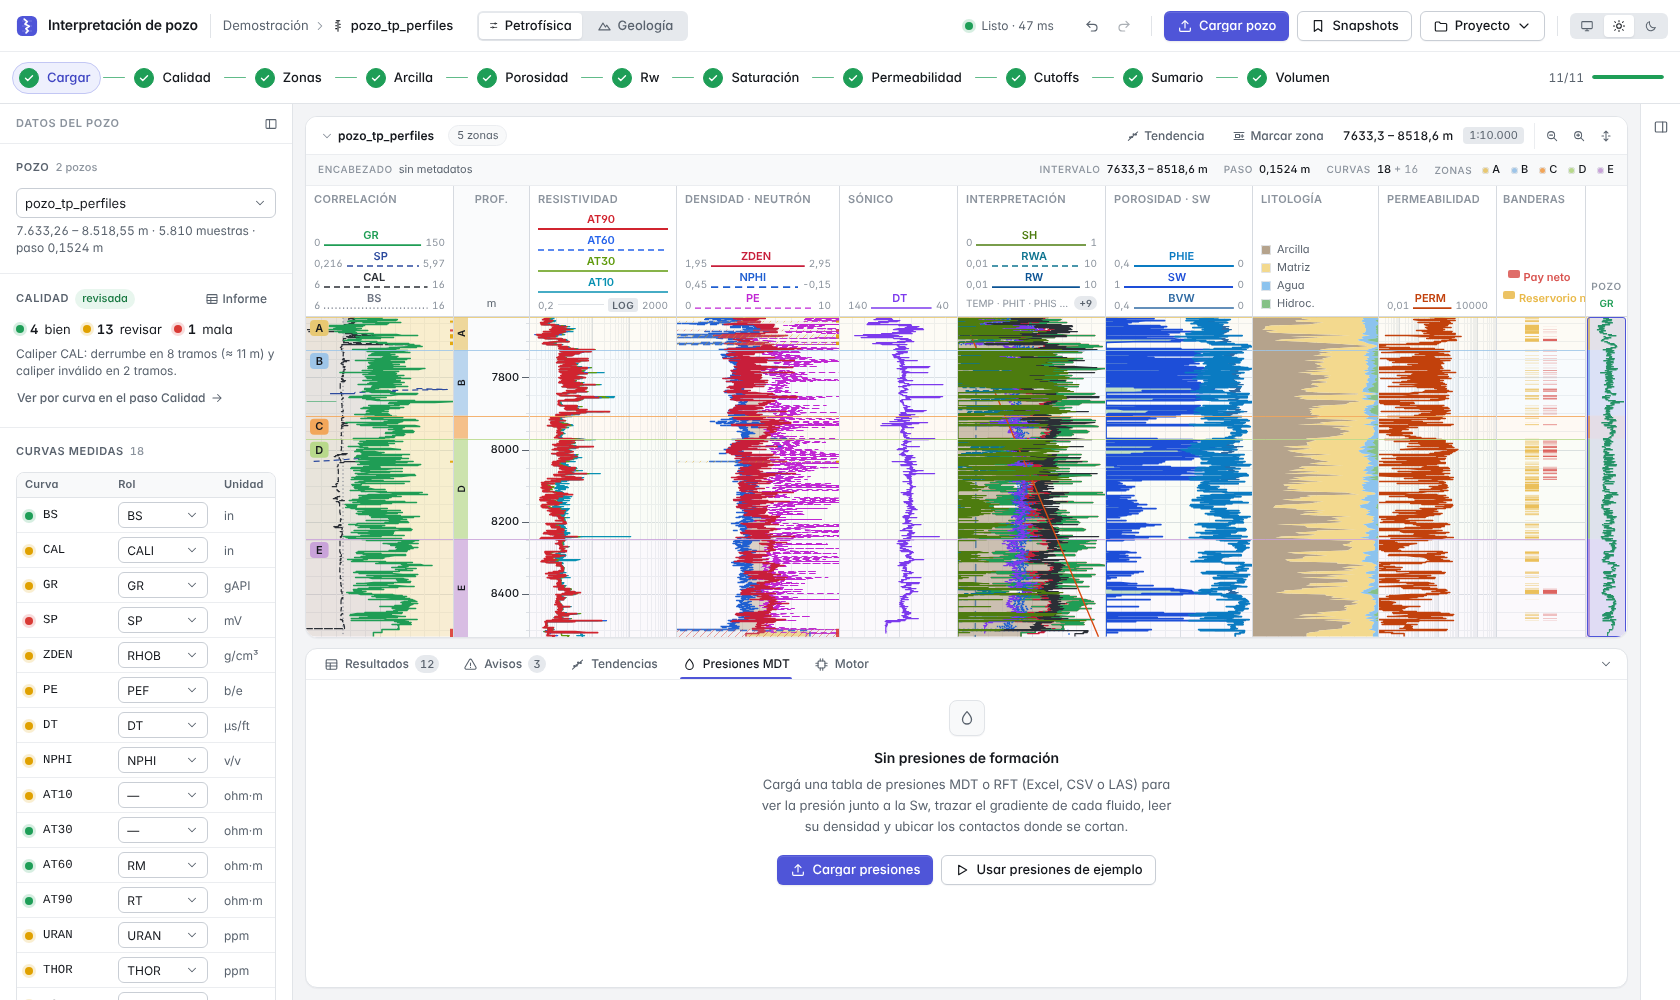 Interpretación de pozo
Demostración
pozo_tp_perfiles
Petrofísica
Geología
Listo · 47 ms
Cargar pozo
Snapshots
Proyecto
Cargar
Calidad
Zonas
Arcilla
Porosidad
Rw
Saturación
Permeabilidad
Cutoffs
Sumario
Volumen
11/11
DATOS DEL POZO
POZO 2 pozos
pozo_tp_perfiles
7.633,26 – 8.518,55 m · 5.810 muestras ·
paso 0,1524 m
CALIDAD revisada Informe
4 bien 13 revisar 1 mala
Caliper CAL: derrumbe en 8 tramos (≈ 11 m) y
caliper inválido en 2 tramos.
Ver por curva en el paso Calidad →
CURVAS MEDIDAS 18
Curva Rol Unidad
BS BS in
CAL CALI in
GR GR gAPI
SP SP mV
ZDEN RHOB g/cm³
PE PEF b/e
DT DT µs/ft
NPHI NPHI v/v
AT10 — ohm·m
AT30 — ohm·m
AT60 RM ohm·m
AT90 RT ohm·m
URAN URAN ppm
THOR THOR ppm
pozo_tp_perfiles 5 zonas
Tendencia
Marcar zona
7633,3 – 8518,6 m
1:10.000
ENCABEZADO sin metadatos
INTERVALO 7633,3 – 8518,6 m PASO 0,1524 m CURVAS 18 + 16 ZONAS A B C D E
CORRELACIÓN
0 GR 150
0,216 SP 5,97
6 CAL 16
6 BS 16
PROF.
m
RESISTIVIDAD
AT90
AT60
AT30
AT10
0,2 LOG 2000
DENSIDAD · NEUTRÓN
1,95 ZDEN 2,95
0,45 NPHI -0,15
0 PE 10
SÓNICO
140 DT 40
INTERPRETACIÓN
0 SH 1
0,01 RWA 10
0,01 RW 10
TEMP · PHIT · PHIS ... +9
POROSIDAD · SW
0,4 PHIE 0
1 SW 0
0,4 BVW 0
LITOLOGÍA
Arcilla
Matriz
Agua
Hidroc.
PERMEABILIDAD
0,01 PERM 10000
BANDERAS
Pay neto
Reservorio n
POZO
GR
A
B
C
D
E
A
B
D
E
7800
8000
8200
8400
Resultados 12
Avisos 3
Tendencias
Presiones MDT
Motor
Sin presiones de formación
Cargá una tabla de presiones MDT o RFT (Excel, CSV o LAS) para
ver la presión junto a la Sw, trazar el gradiente de cada fluido, leer
su densidad y ubicar los contactos donde se cortan.
Cargar presiones
Usar presiones de ejemplo